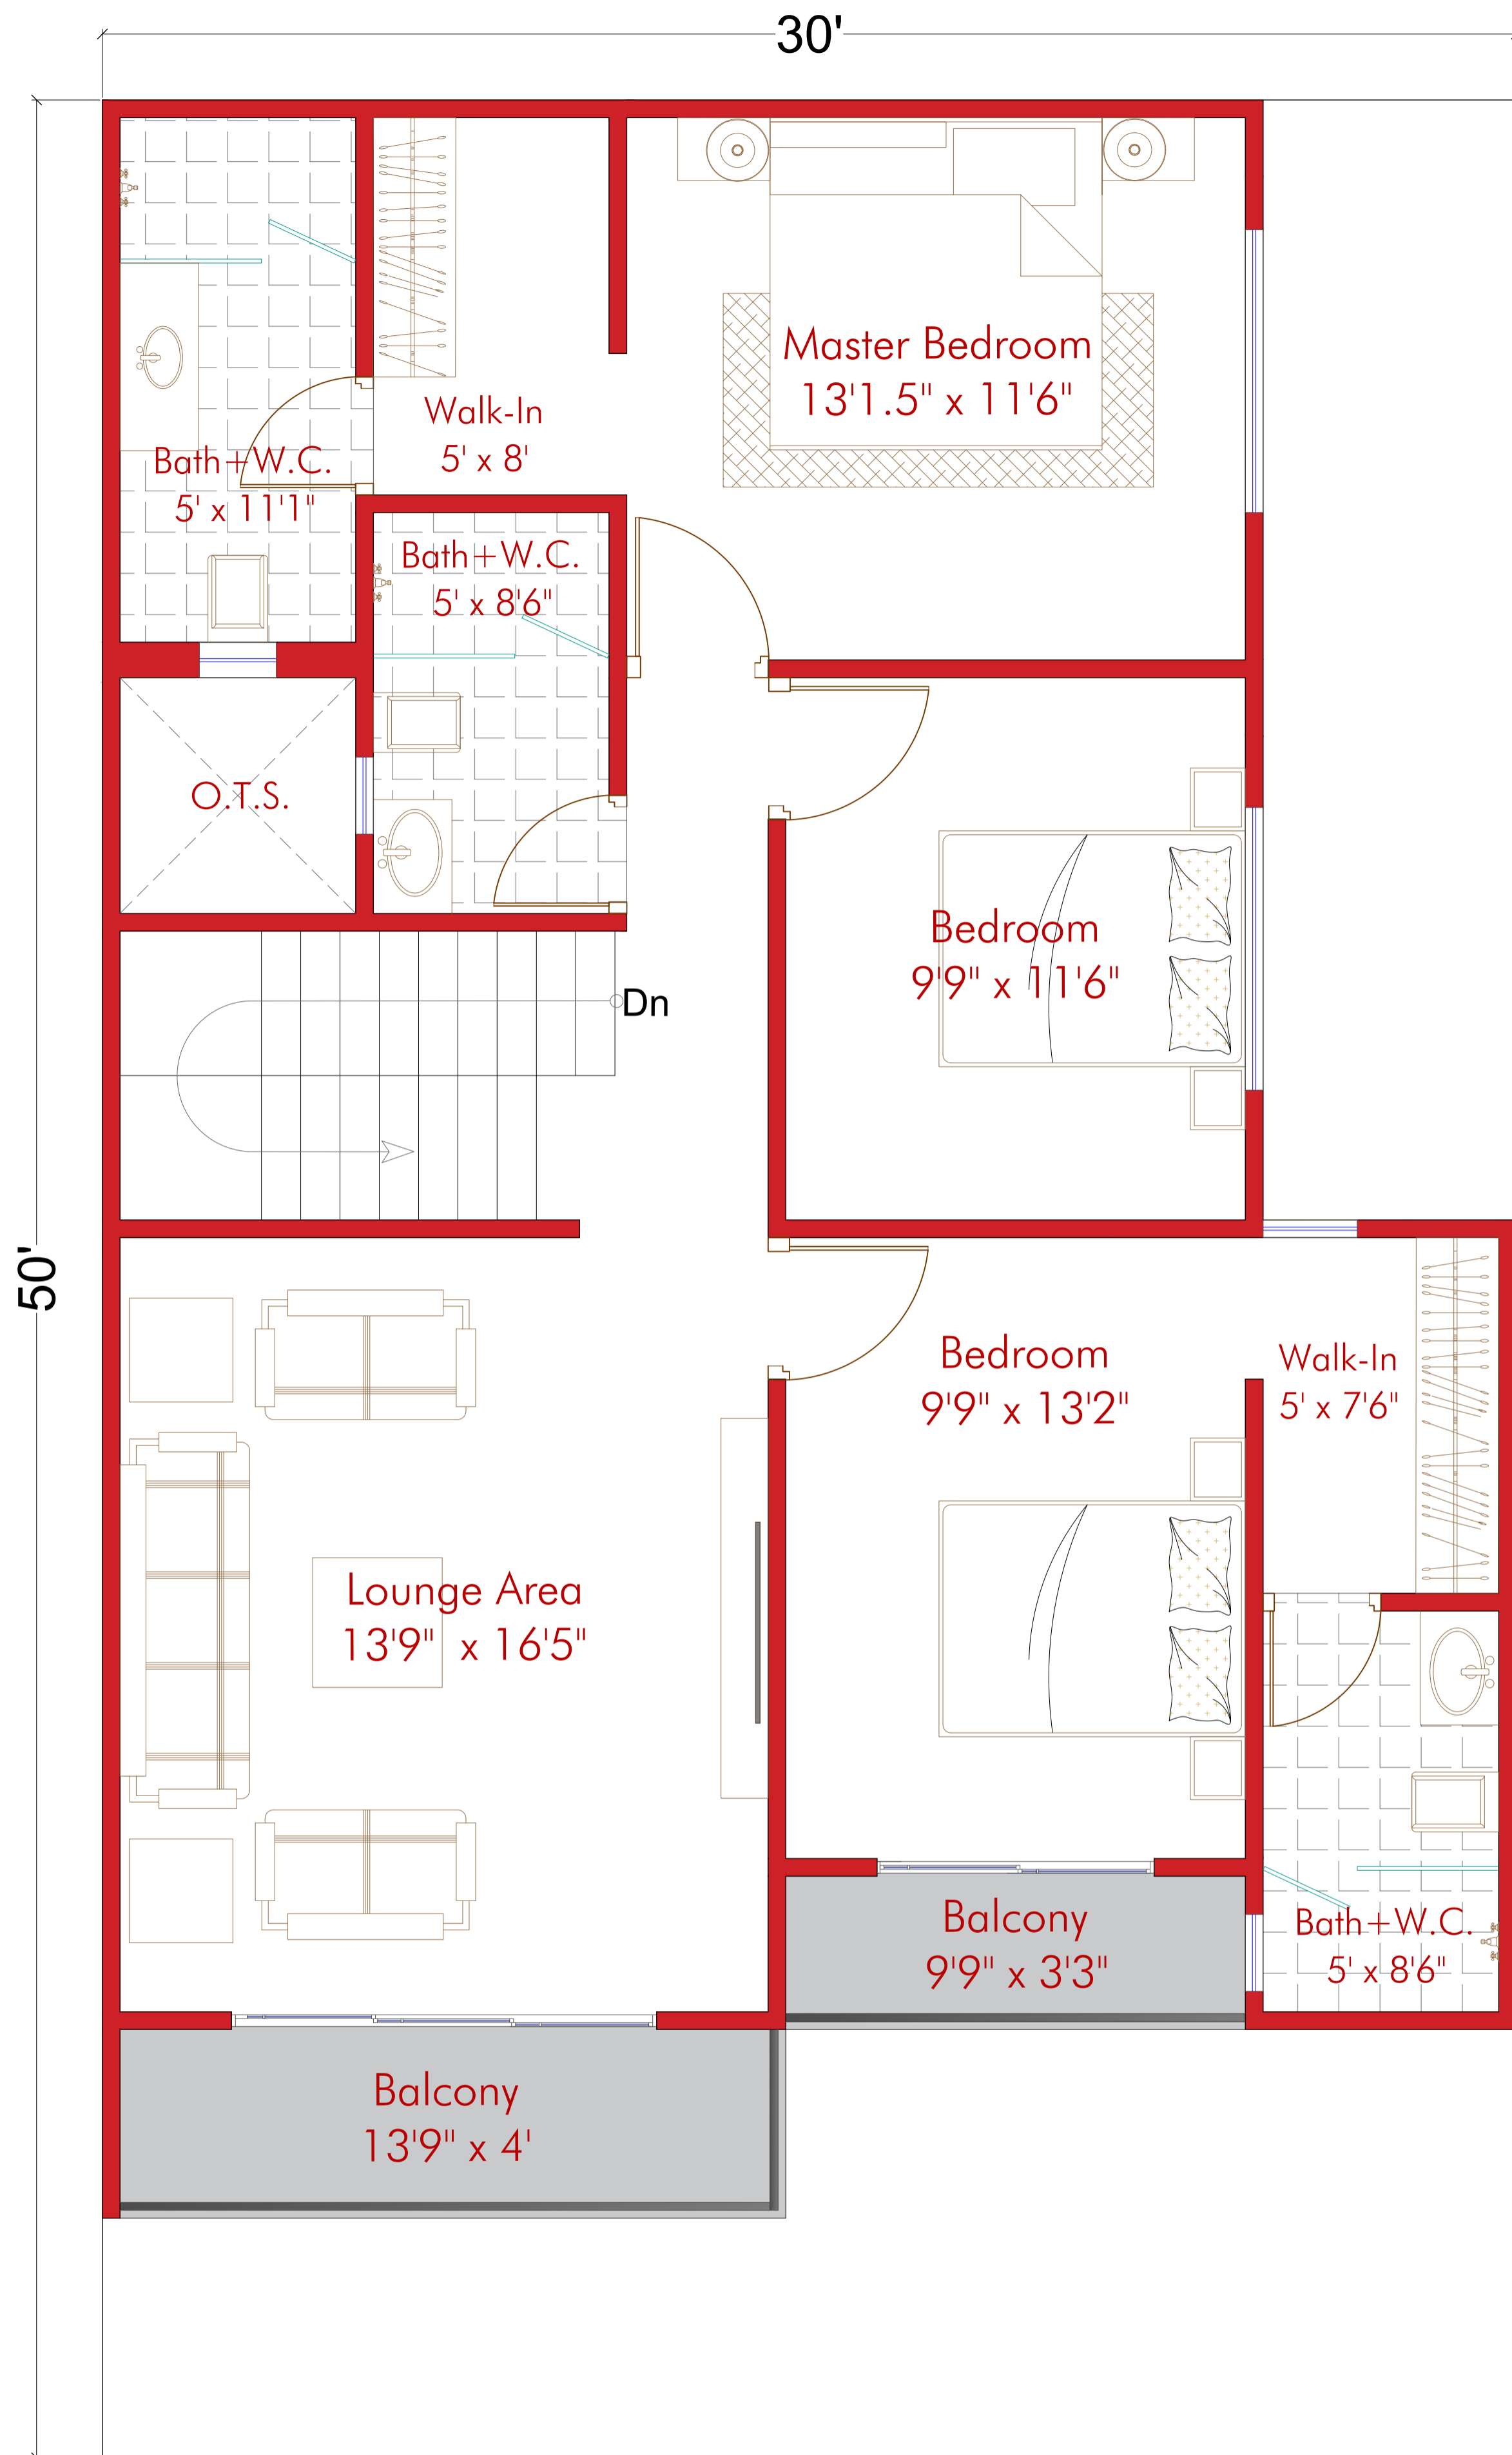 30'
Master Bedroom
13'1.5" x 11'6"
Walk-In
5' x 8'
Bath+W.C.
5' x 11'1"
Bath+W.C.
5' x 8'6"
O.T.S.
Bedroom
9'9" x 11'6"
Dn
50'
Bedroom
9'9" x 13'2"
Walk-In
5' x 7'6"
Lounge Area
13'9" x 16'5"
Balcony
9'9" x 3'3"
Bath+W.C.
5' x 8'6"
Balcony
13'9" x 4'